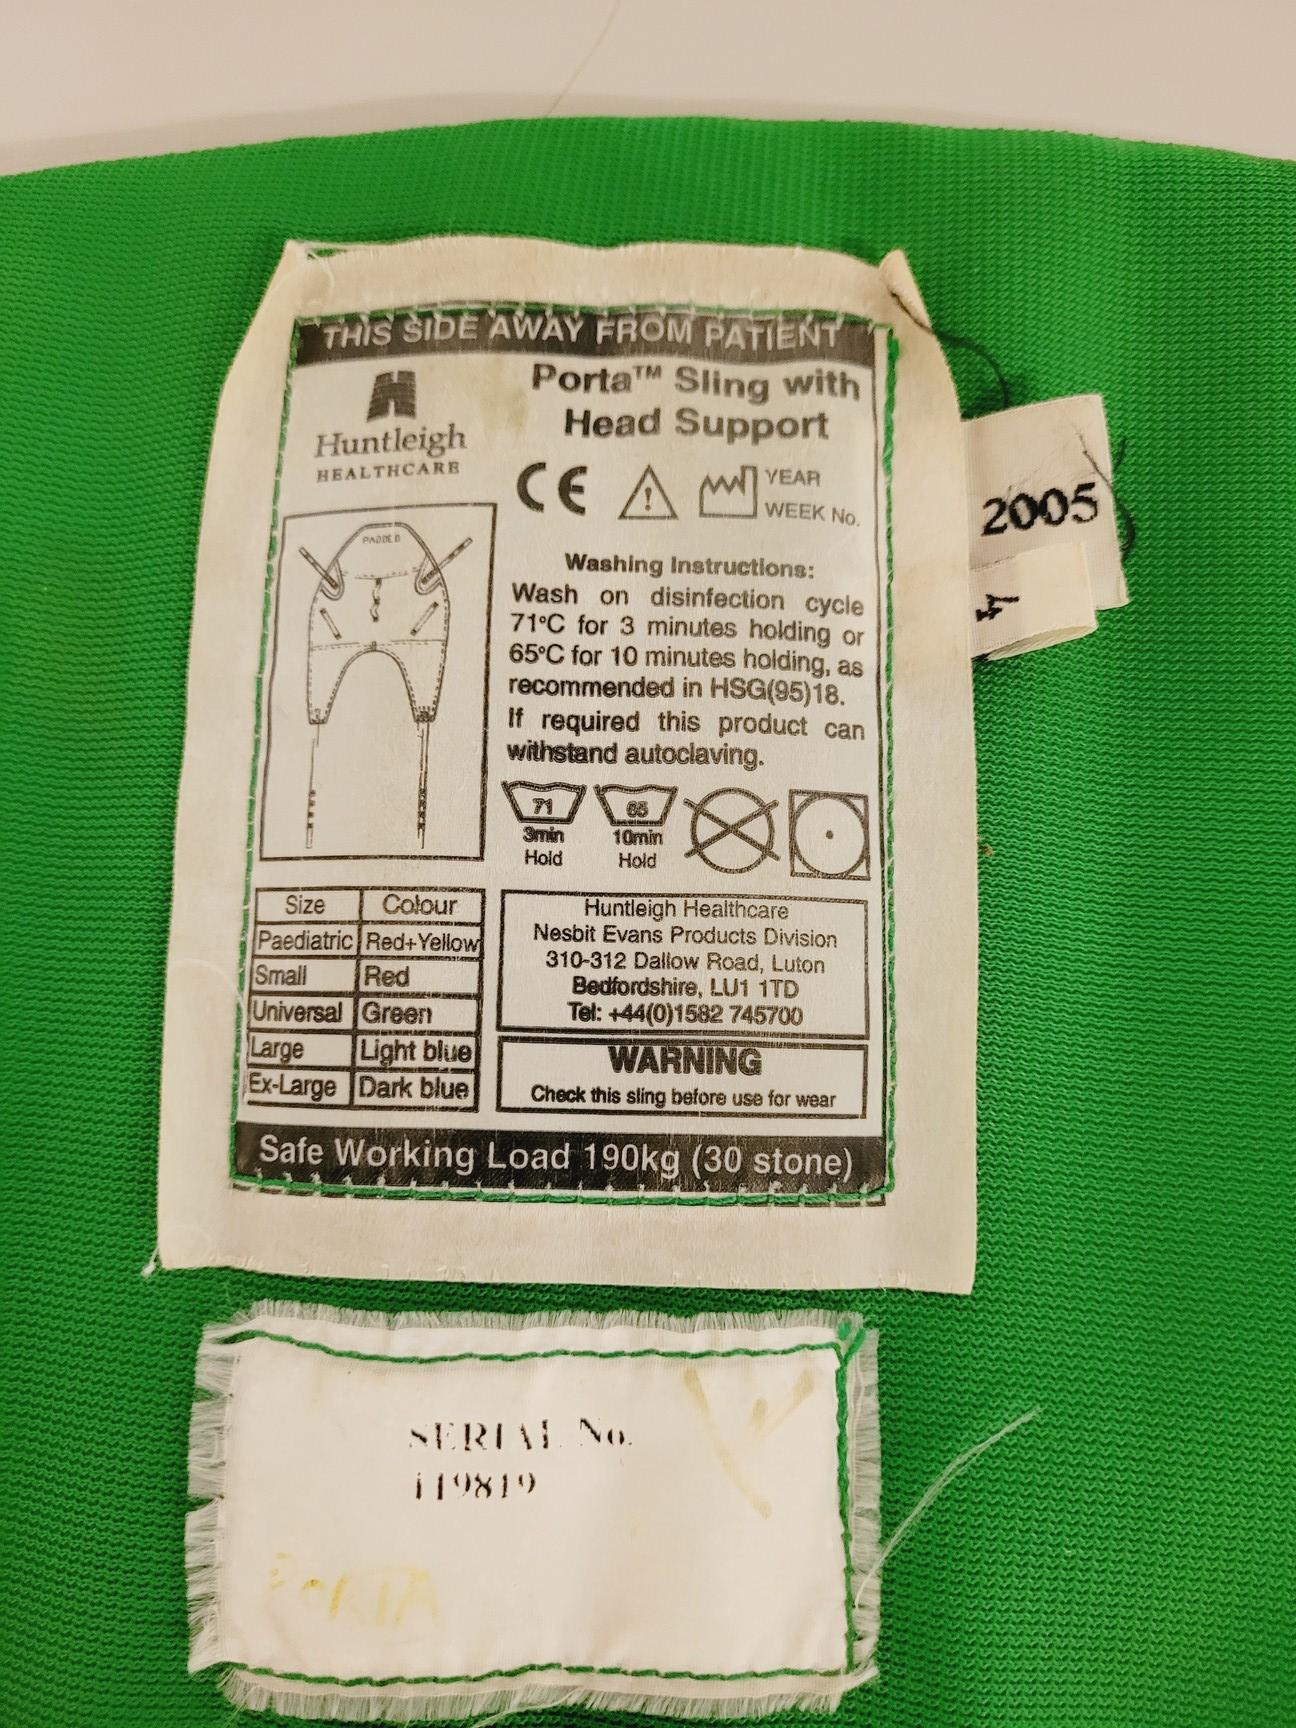 THIS SIDE AWAY FROM PATIENT
Huntleigh
HEALTHCARE
Porta™ Sling with
Head Support
CE
YEAR
WEEK No.
2005
4
PADDED
Washing Instructions:
Wash on disinfection cycle
71°C for 3 minutes holding or
65°C for 10 minutes holding, as
recommended in HSG(95)18.
If required this product can
withstand autoclaving.
71
3min
Hold
65
10min
Hold
Size Colour
Paediatric Red+Yellow
Small Red
Universal Green
Large Light blue
Ex-Large Dark blue
Huntleigh Healthcare
Nesbit Evans Products Division
310-312 Dallow Road, Luton
Bedfordshire, LU1 1TD
Tel: +44(0)1582 745700
WARNING
Check this sling before use for wear
Safe Working Load 190kg (30 stone)
SERIAL No.
119819